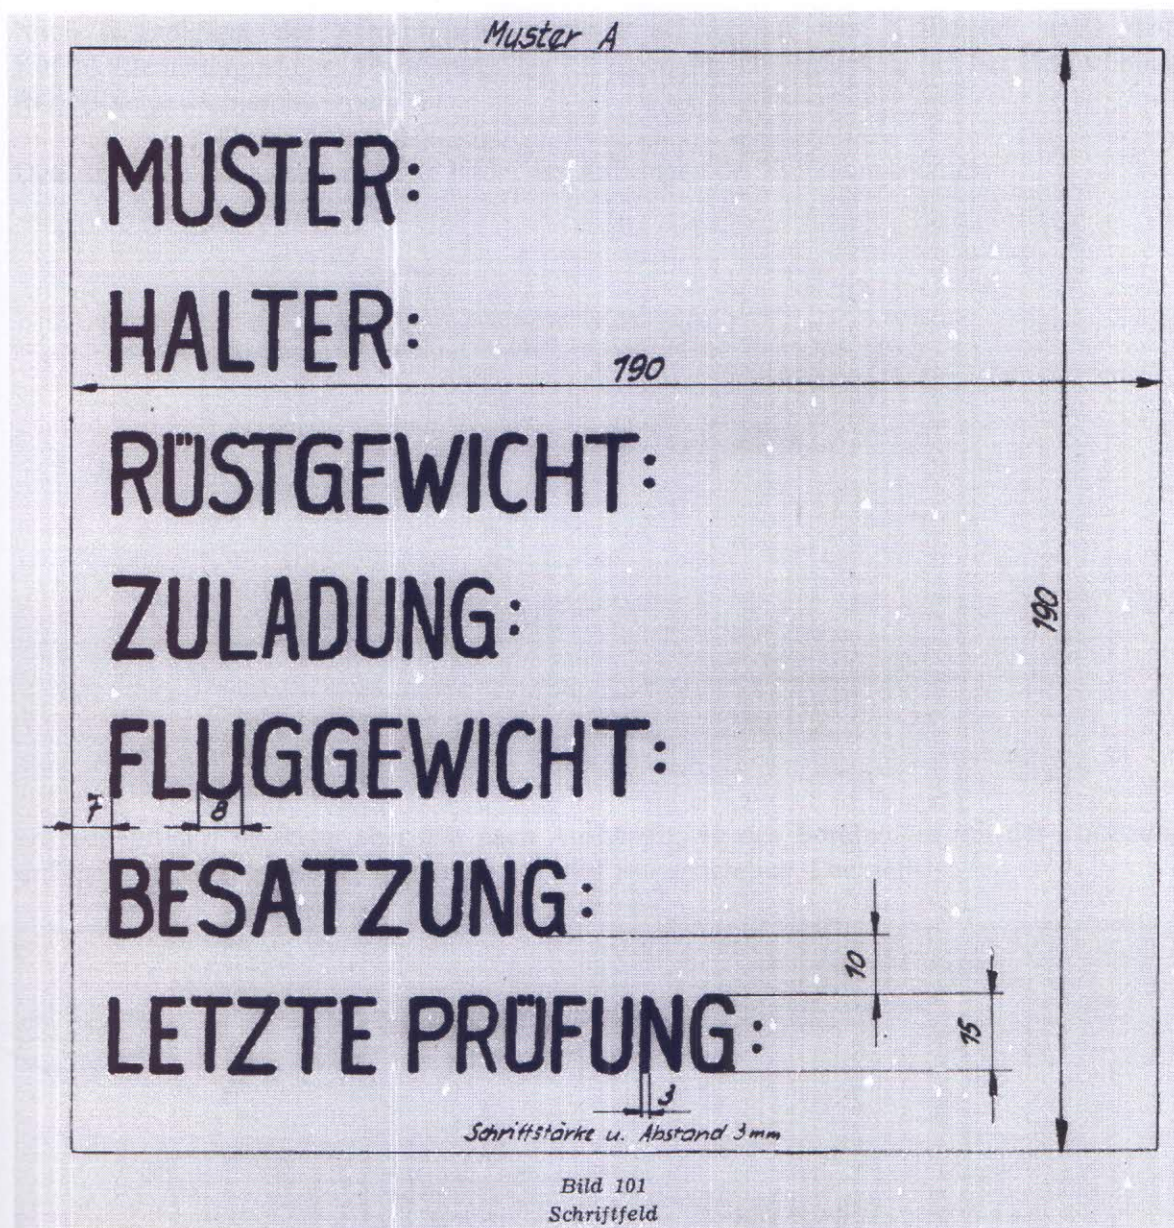 Muster A
MUSTER:
HALTER:
190
RÜSTGEWICHT:
ZULADUNG:
190
FLUGGEWICHT:
7 8
BESATZUNG:
10
LETZTE PRÜFUNG:
15
3
Schriftstärke u. Abstand 3mm
Bild 101
Schriftfeld